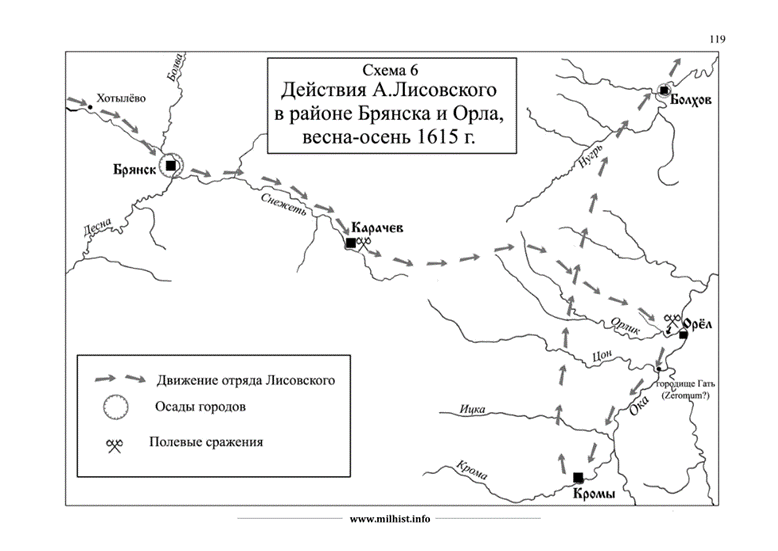 119
Схема 6
Действия А.Лисовского
в районе Брянска и Орла,
весна-осень 1615 г.
Хотылёво
Болва
Болхов
Брянск
Нугрь
Снежеть
Десна
Карачев
Орлик
Орёл
Цон
городище Гать
(Zeronum?)
Ока
Ицка
Крома
Кромы
Движение отряда Лисовского
Осады городов
Полевые сражения
www.milhist.info